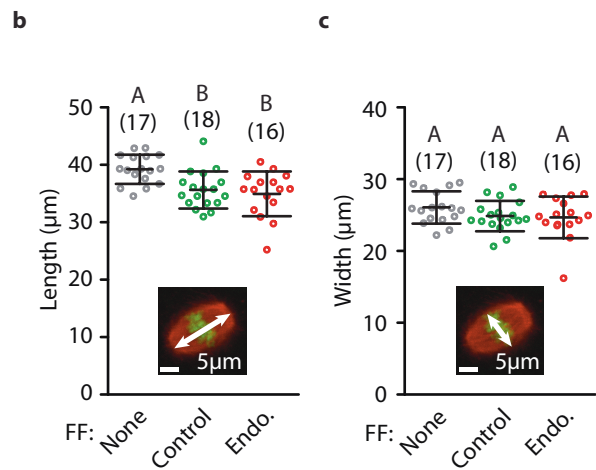 b
c
A
(17)
B
(18)
B
(16)
Length (µm)
50
40
30
20
10
0
5µm
FF:
None
Control
Endo.
A
(17)
A
(18)
A
(16)
Width (µm)
40
30
20
10
0
5µm
FF:
None
Control
Endo.